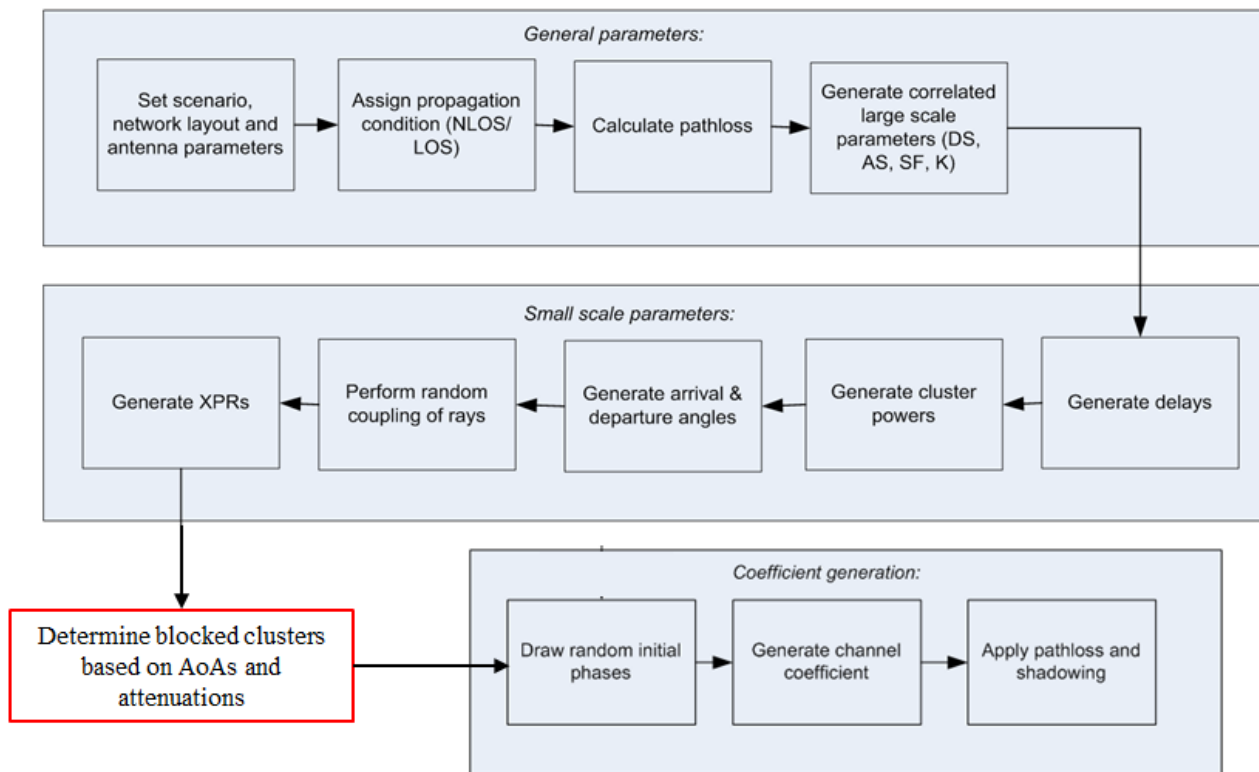 General parameters:
Set scenario,
network layout and
antenna parameters
Assign propagation
condition (NLOS/
LOS)
Calculate pathloss
Generate correlated
large scale
parameters (DS,
AS, SF, K)
Small scale parameters:
Generate XPRs
Perform random
coupling of rays
Generate arrival &
departure angles
Generate cluster
powers
Generate delays
Determine blocked clusters
based on AoAs and
attenuations
Coefficient generation:
Draw random initial
phases
Generate channel
coefficient
Apply pathloss and
shadowing